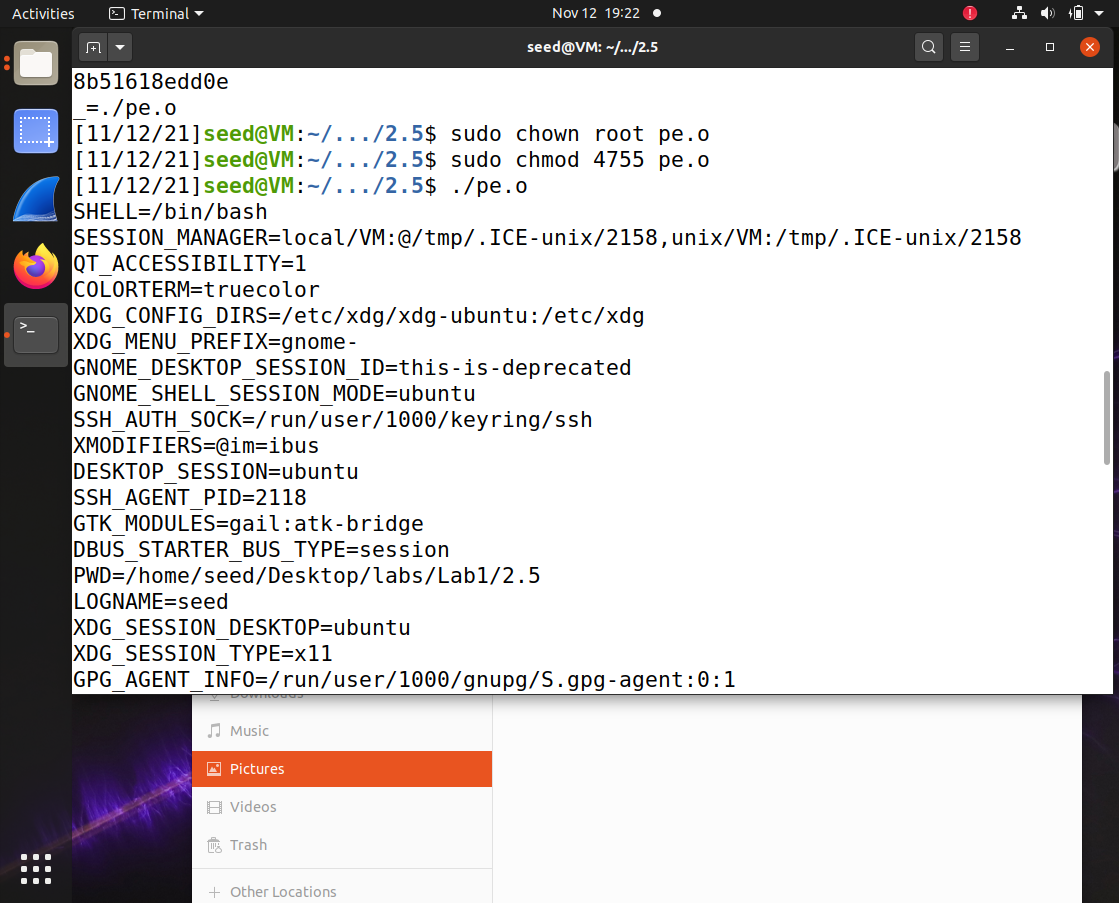 Activities
Terminal
Nov 12 19:22
seed@VM: ~/.../2.5
8b51618edd0e
_=./pe.o
[11/12/21]seed@VM:~/.../2.5$ sudo chown root pe.o
[11/12/21]seed@VM:~/.../2.5$ sudo chmod 4755 pe.o
[11/12/21]seed@VM:~/.../2.5$ ./pe.o
SHELL=/bin/bash
SESSION_MANAGER=local/VM:@/tmp/.ICE-unix/2158,unix/VM:/tmp/.ICE-unix/2158
QT_ACCESSIBILITY=1
COLORTERM=truecolor
XDG_CONFIG_DIRS=/etc/xdg/xdg-ubuntu:/etc/xdg
XDG_MENU_PREFIX=gnome-
GNOME_DESKTOP_SESSION_ID=this-is-deprecated
GNOME_SHELL_SESSION_MODE=ubuntu
SSH_AUTH_SOCK=/run/user/1000/keyring/ssh
XMODIFIERS=@im=ibus
DESKTOP_SESSION=ubuntu
SSH_AGENT_PID=2118
GTK_MODULES=gail:atk-bridge
DBUS_STARTER_BUS_TYPE=session
PWD=/home/seed/Desktop/labs/Lab1/2.5
LOGNAME=seed
XDG_SESSION_DESKTOP=ubuntu
XDG_SESSION_TYPE=x11
GPG_AGENT_INFO=/run/user/1000/gnupg/S.gpg-agent:0:1
Downloads
Music
Pictures
Videos
Trash
Other Locations